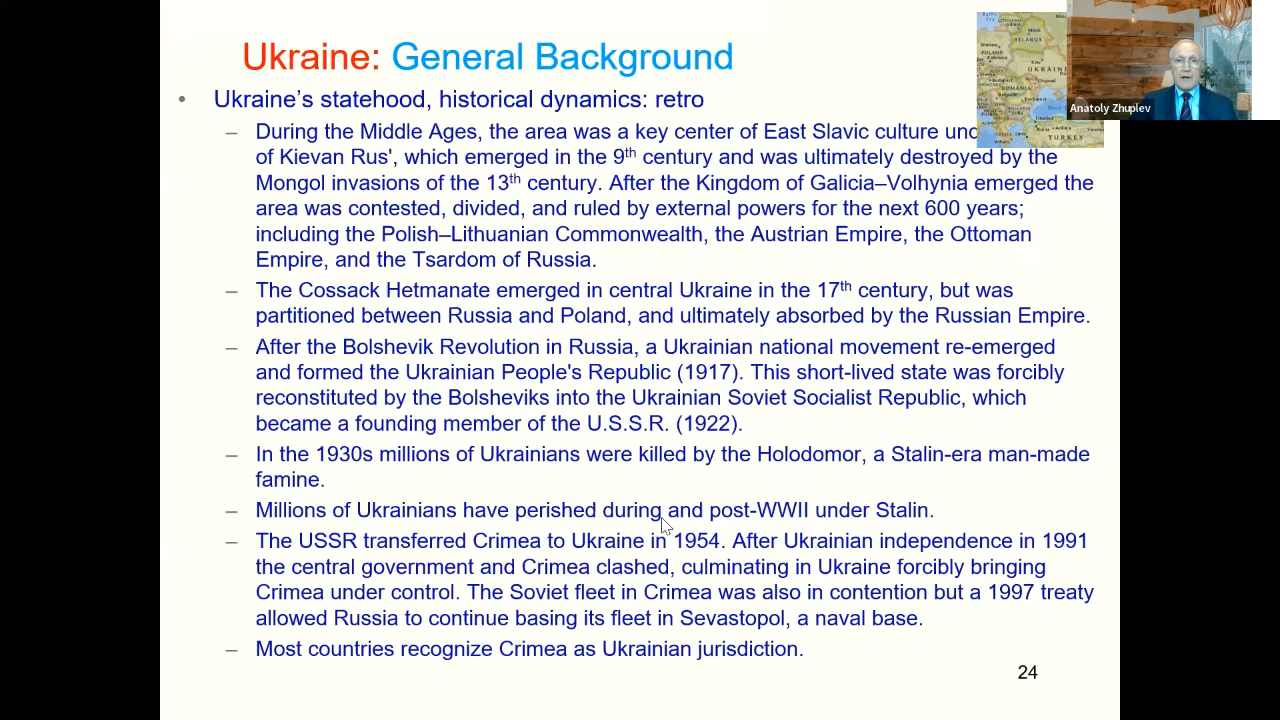 Ukraine: General Background
• Ukraine's statehood, historical dynamics: retro
– During the Middle Ages, the area was a key center of East Slavic culture
of Kievan Rus', which emerged in the 9th century and was ultimately destroyed by the
Mongol invasions of the 13th century. After the Kingdom of Galicia–Volhynia emerged the
area was contested, divided, and ruled by external powers for the next 600 years;
including the Polish–Lithuanian Commonwealth, the Austrian Empire, the Ottoman
Empire, and the Tsardom of Russia.
– The Cossack Hetmanate emerged in central Ukraine in the 17th century, but was
partitioned between Russia and Poland, and ultimately absorbed by the Russian Empire.
– After the Bolshevik Revolution in Russia, a Ukrainian national movement re-emerged
and formed the Ukrainian People's Republic (1917). This short-lived state was forcibly
reconstituted by the Bolsheviks into the Ukrainian Soviet Socialist Republic, which
became a founding member of the U.S.S.R. (1922).
– In the 1930s millions of Ukrainians were killed by the Holodomor, a Stalin-era man-made
famine.
– Millions of Ukrainians have perished during and post-WWII under Stalin.
– The USSR transferred Crimea to Ukraine in 1954. After Ukrainian independence in 1991
the central government and Crimea clashed, culminating in Ukraine forcibly bringing
Crimea under control. The Soviet fleet in Crimea was also in contention but a 1997 treaty
allowed Russia to continue basing its fleet in Sevastopol, a naval base.
– Most countries recognize Crimea as Ukrainian jurisdiction.
24
BELARUS
POLAND
UKRAIN
ROMANIA
TURKEY
Anatoly Zhuplev